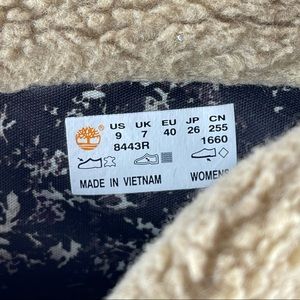 US UK EU JP CN
9 7 40 26 255
8443R 1660
MADE IN VIETNAM WOMENS